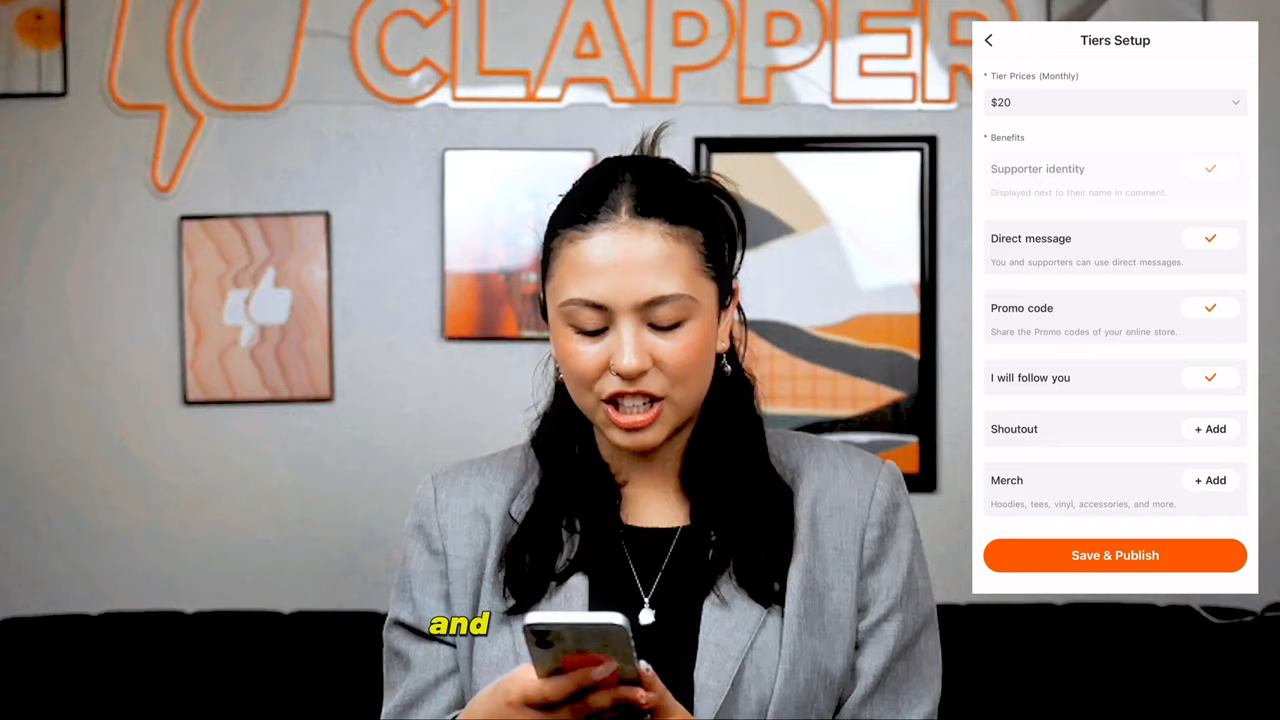 CLAPPER
Tiers Setup
* Tier Prices (Monthly)
$20
* Benefits
Supporter identity
Displayed next to their name in comment.
Direct message
You and supporters can use direct messages.
Promo code
Share the Promo codes of your online store.
I will follow you
Shoutout
+ Add
Merch
+ Add
Hoodies, tees, vinyl, accessories, and more.
Save & Publish
and